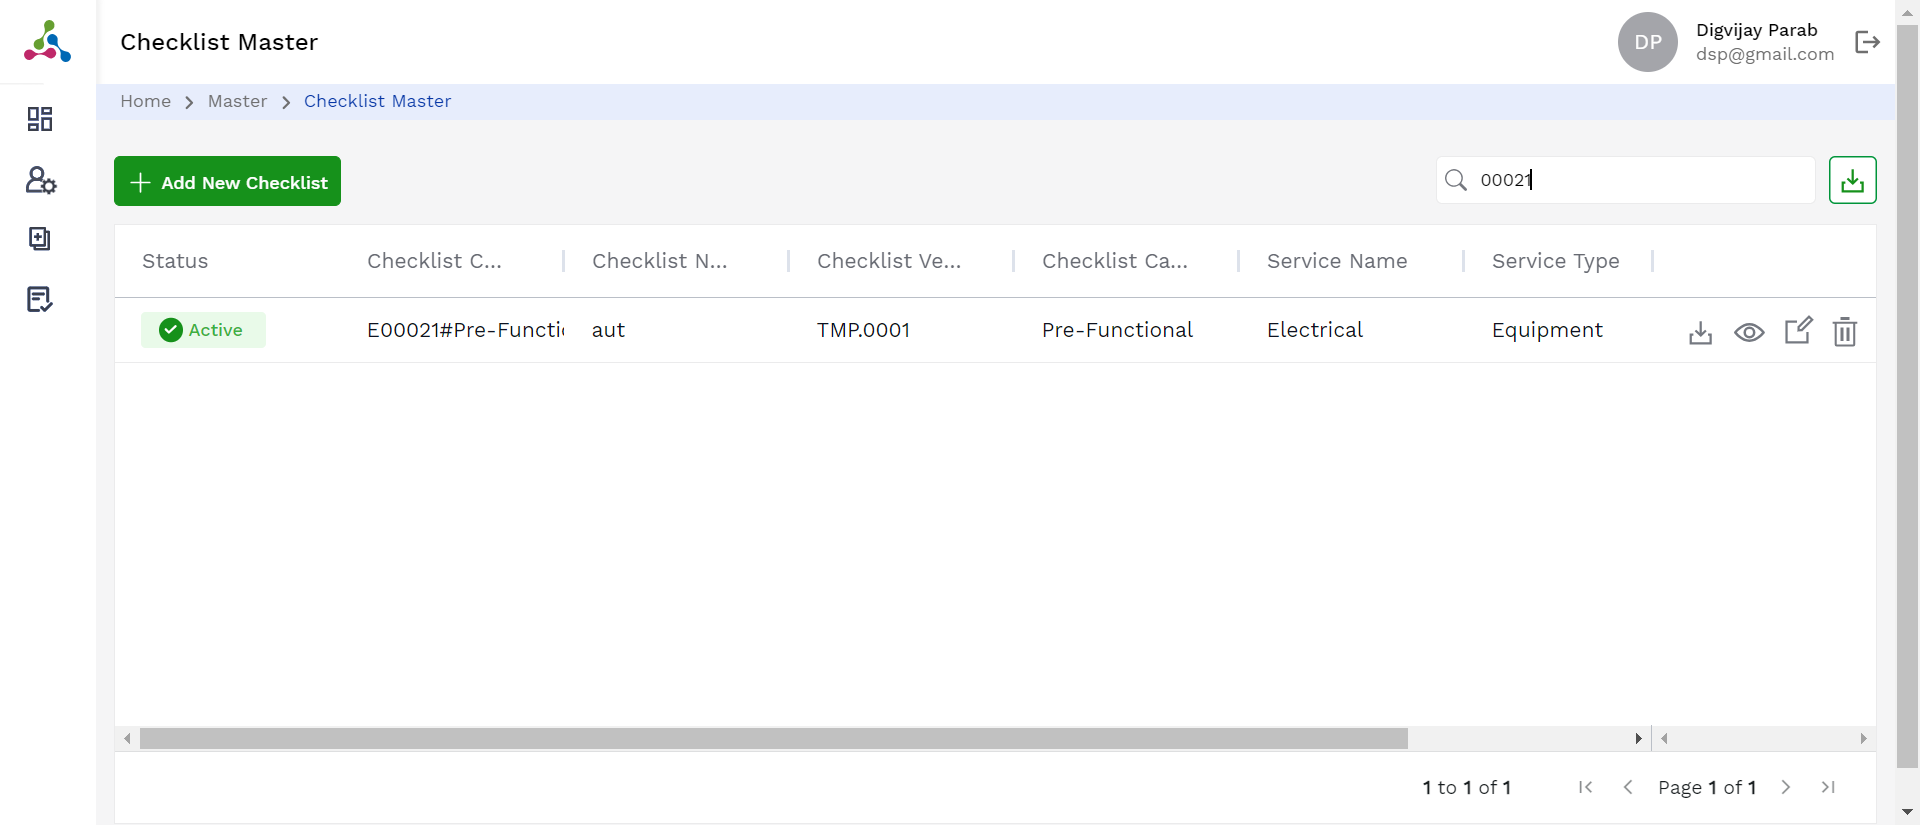 Checklist Master
DP
Digvijay Parab
dsp@gmail.com
Home > Master > Checklist Master
Add New Checklist
00021
Status Checklist C... Checklist N... Checklist Ve... Checklist Ca... Service Name Service Type
Active E00021#Pre-Functi aut TMP.0001 Pre-Functional Electrical Equipment
1 to 1 of 1 Page 1 of 1